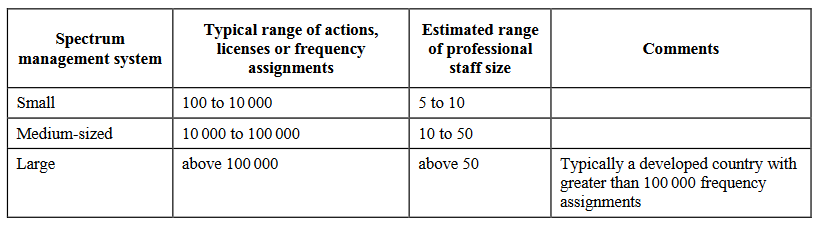 Spectrum
management system
Typical range of actions,
licenses or frequency
assignments
Estimated range
of professional
staff size
Comments
Small
100 to 10 000
5 to 10
Medium-sized
10 000 to 100 000
10 to 50
Large
above 100 000
above 50
Typically a developed country with
greater than 100 000 frequency
assignments